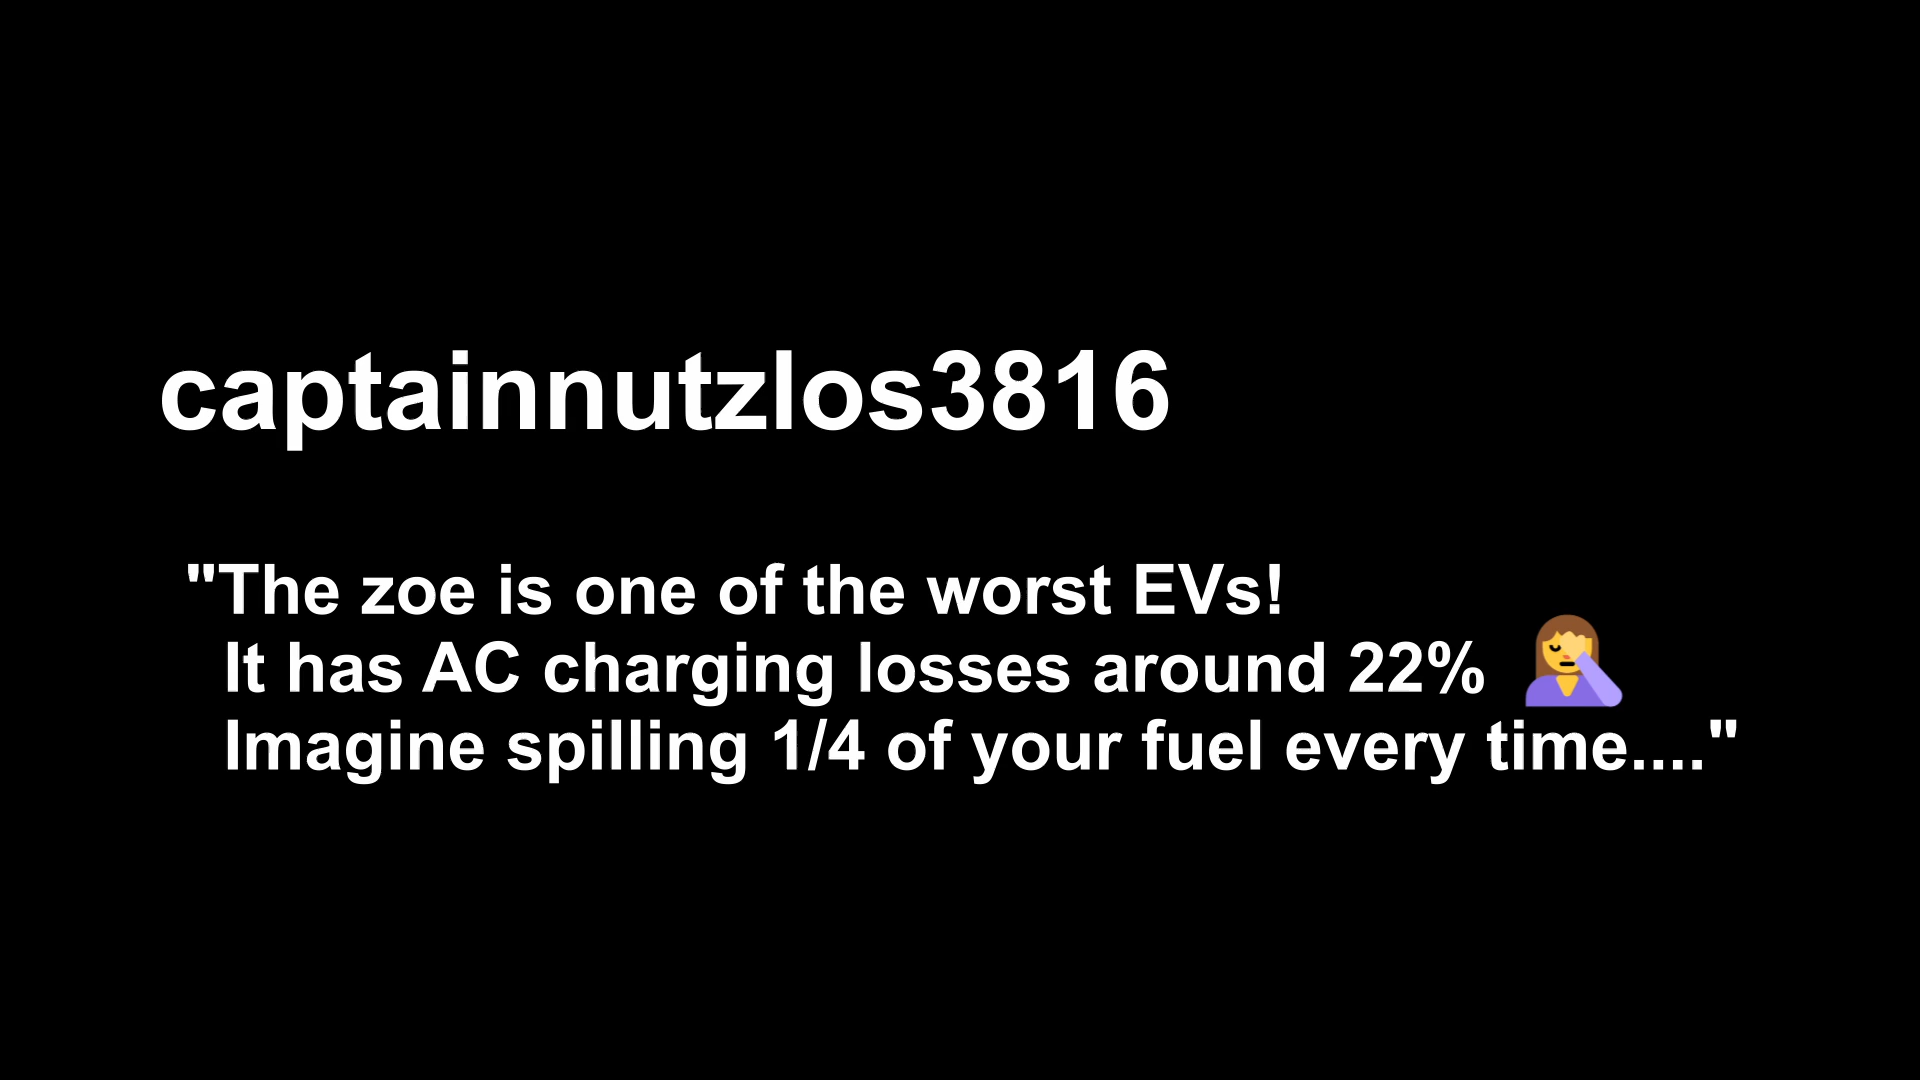 captainnutzlos3816
"The zoe is one of the worst EVs!
It has AC charging losses around 22% 🤦‍♀️
Imagine spilling 1/4 of your fuel every time...."